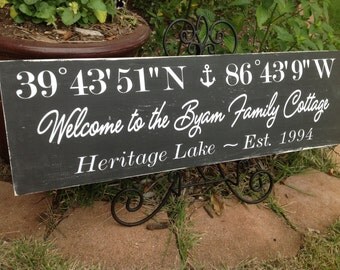 39°43'51"N ⚓ 86°43'9"W
Welcome to the Byam Family Cottage
Heritage Lake ~ Est. 1994